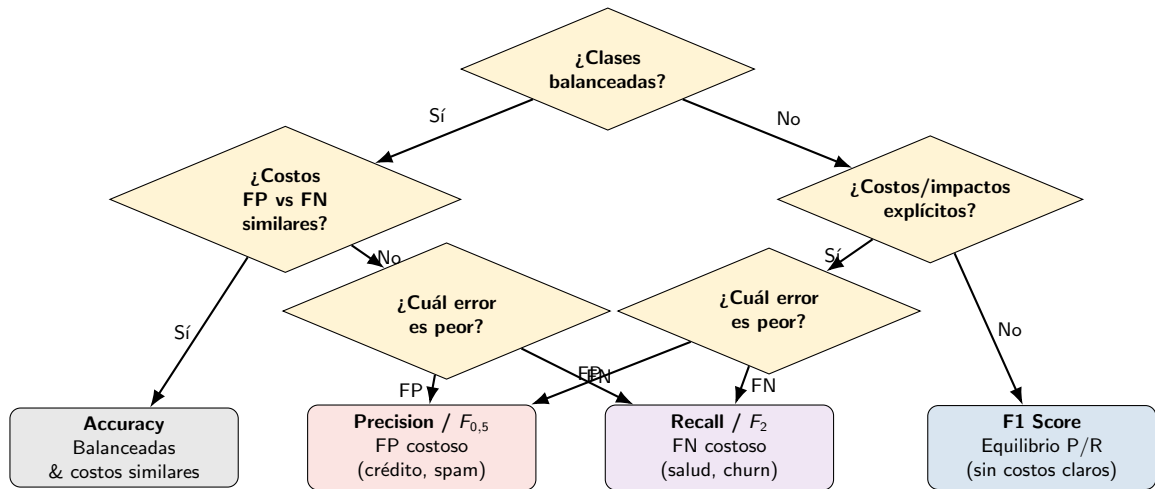 ¿Clases
balanceadas?
Sí
No
¿Costos
FP vs FN
similares?
¿Costos/impactos
explícitos?
No
Sí
¿Cuál error
es peor?
¿Cuál error
es peor?
Sí
No
FP
FP
FN
FN
Accuracy
Balanceadas
& costos similares
Precision / F0,5
FP costoso
(crédito, spam)
Recall / F2
FN costoso
(salud, churn)
F1 Score
Equilibrio P/R
(sin costos claros)